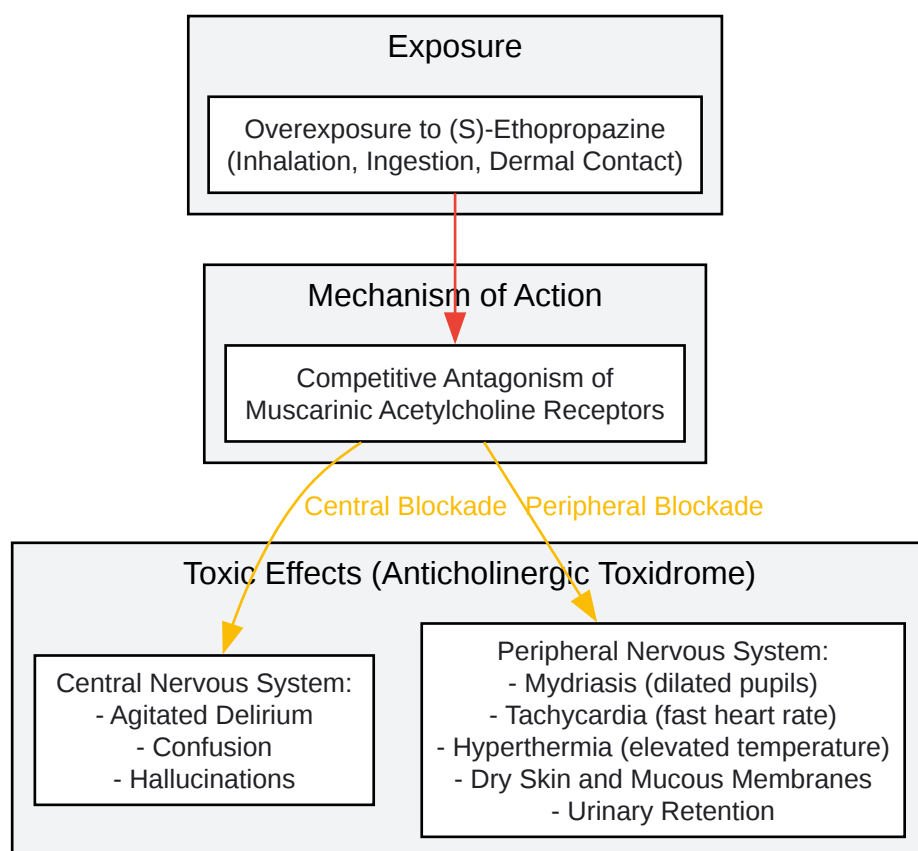 Exposure
Overexposure to (S)-Ethopropazine
(Inhalation, Ingestion, Dermal Contact)
Mechanism of Action
Competitive Antagonism of
Muscarinic Acetylcholine Receptors
Central Blockade
Peripheral Blockade
Toxic Effects (Anticholinergic Toxidrome)
Central Nervous System:
- Agitated Delirium
- Confusion
- Hallucinations
Peripheral Nervous System:
- Mydriasis (dilated pupils)
- Tachycardia (fast heart rate)
- Hyperthermia (elevated temperature)
- Dry Skin and Mucous Membranes
- Urinary Retention